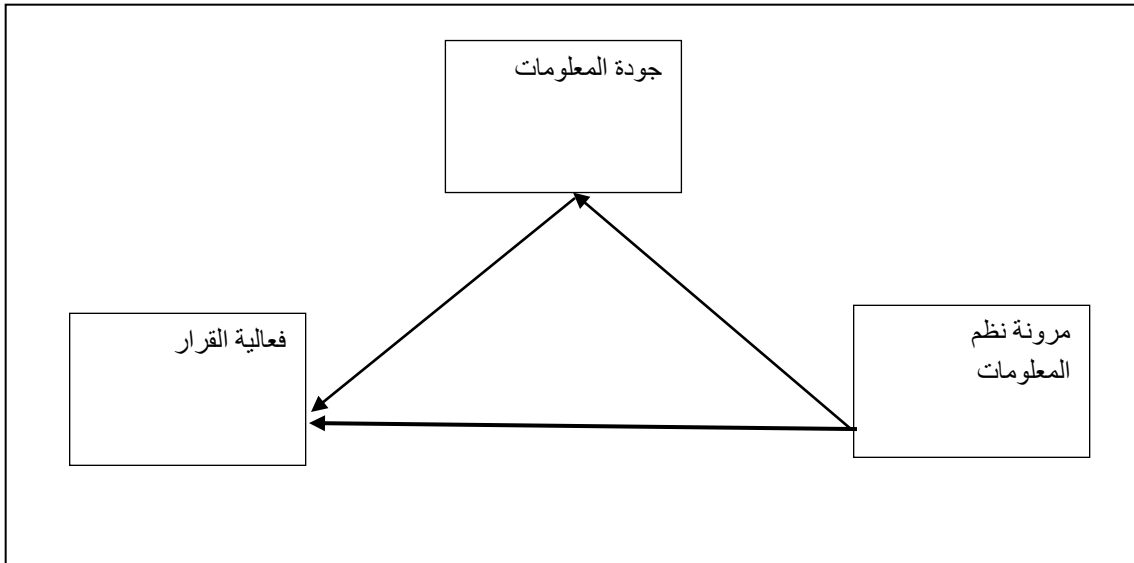 جودة المعلومات
مرونة نظم
المعلومات
فعالية القرار